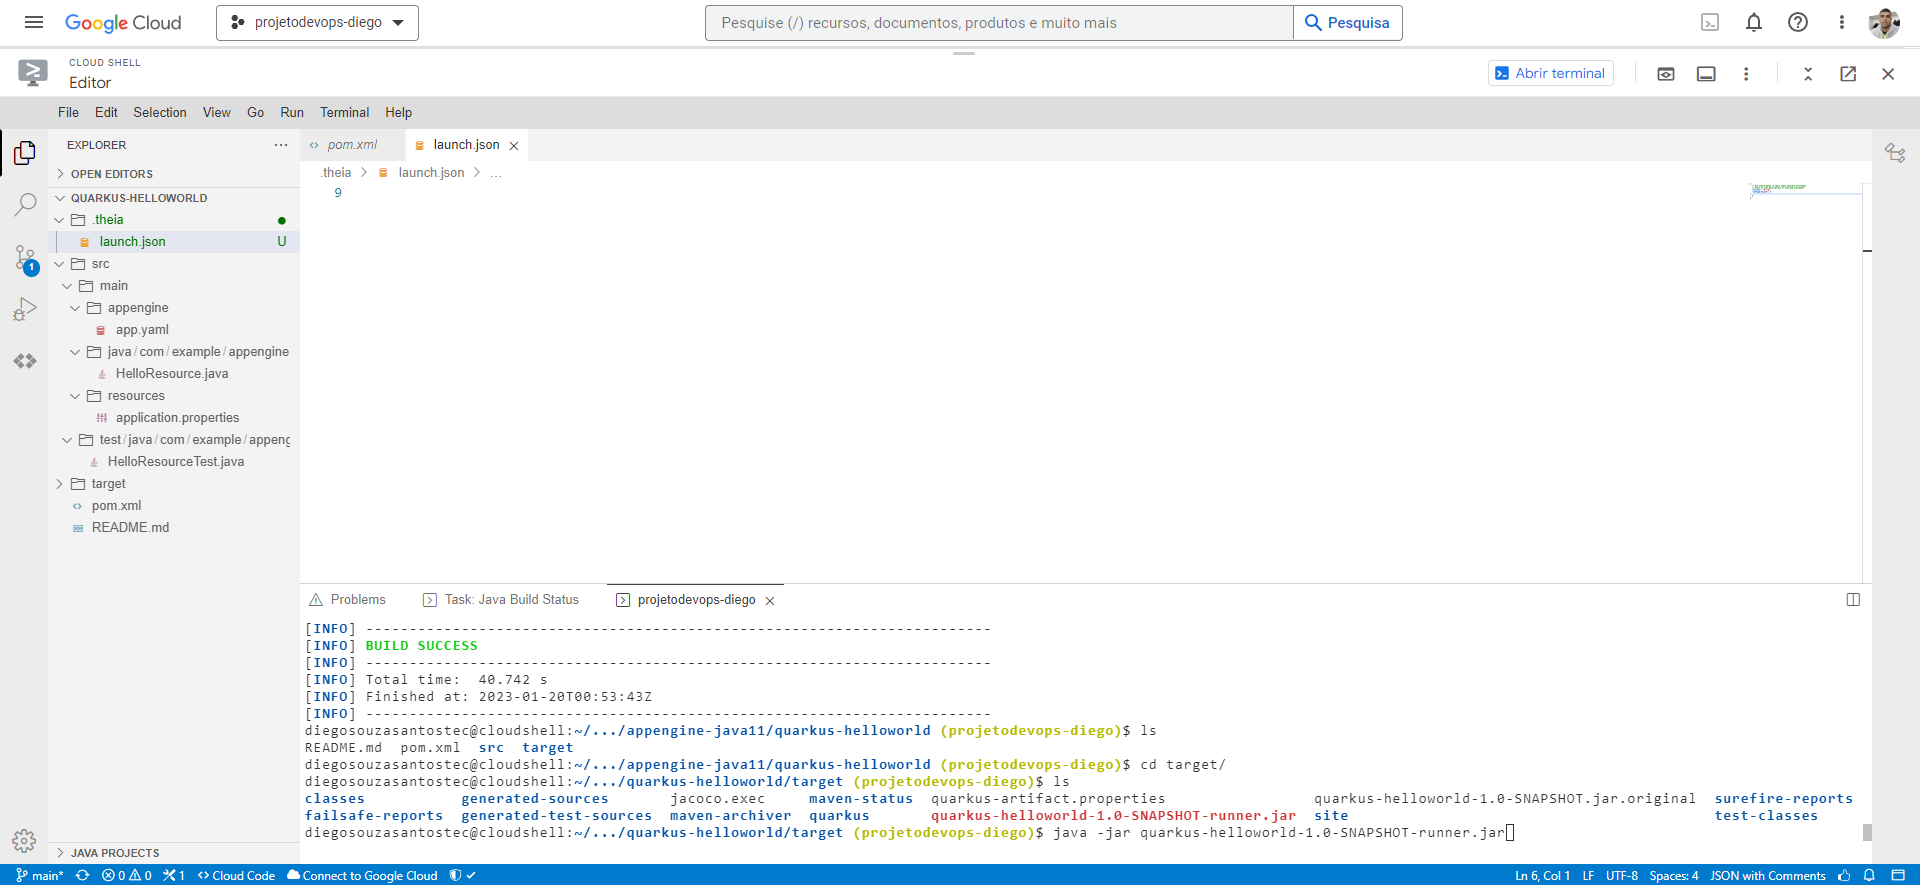 Google Cloud
projetodevops-diego
Pesquise (/) recursos, documentos, produtos e muito mais
Pesquisa
CLOUD SHELL
Editor
Abrir terminal
File Edit Selection View Go Run Terminal Help
EXPLORER
pom.xml
launch.json
OPEN EDITORS
.theia > launch.json > ...
QUARKUS-HELLOWORLD
9
.theia
launch.json U
src
1
main
appengine
app.yaml
java/com/example/appengine
HelloResource.java
resources
application.properties
test/java/com/example/appeng
HelloResourceTest.java
target
pom.xml
README.md
Problems
Task: Java Build Status
projetodevops-diego
[INFO] ------------------------------------------------------------------------
[INFO] BUILD SUCCESS
[INFO] ------------------------------------------------------------------------
[INFO] Total time:  40.742 s
[INFO] Finished at: 2023-01-20T00:53:43Z
[INFO] ------------------------------------------------------------------------
diegosouzasantostec@cloudshell:~/.../appengine-java11/quarkus-helloworld (projetodevops-diego)$ ls
README.md  pom.xml  src  target
diegosouzasantostec@cloudshell:~/.../appengine-java11/quarkus-helloworld (projetodevops-diego)$ cd target/
diegosouzasantostec@cloudshell:~/.../quarkus-helloworld/target (projetodevops-diego)$ ls
classes generated-sources jacoco.exec maven-status quarkus-artifact.properties quarkus-helloworld-1.0-SNAPSHOT.jar.original surefire-reports
failsafe-reports generated-test-sources maven-archiver quarkus quarkus-helloworld-1.0-SNAPSHOT-runner.jar site test-classes
diegosouzasantostec@cloudshell:~/.../quarkus-helloworld/target (projetodevops-diego)$ java -jar quarkus-helloworld-1.0-SNAPSHOT-runner.jar
JAVA PROJECTS
main* 0 0 1 Cloud Code Connect to Google Cloud Ln 6, Col 1 LF UTF-8 Spaces: 4 JSON with Comments